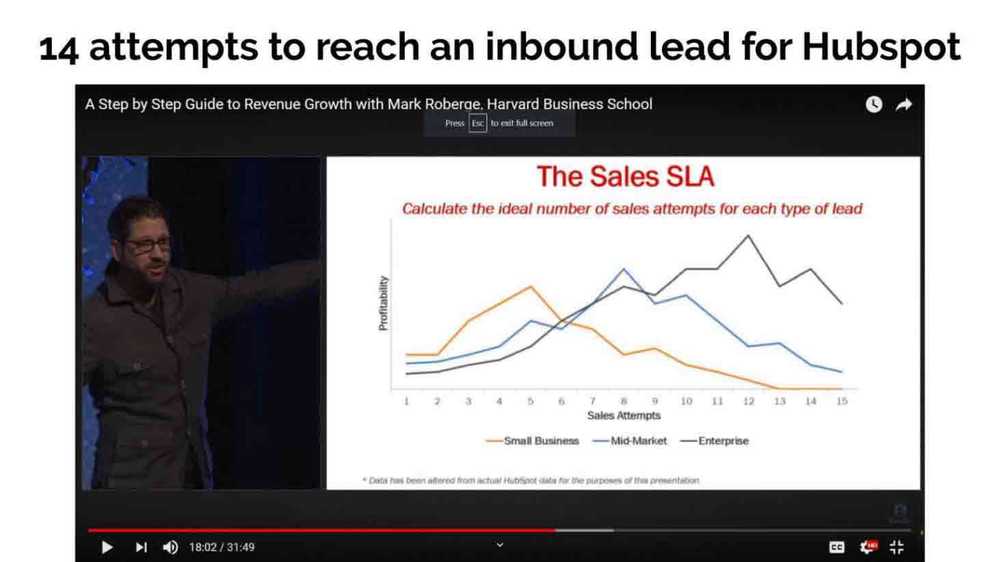 14 attempts to reach an inbound lead for Hubspot
A Step by Step Guide to Revenue Growth with Mark Roberge, Harvard Business School
Press Esc to exit full screen
The Sales SLA
Calculate the ideal number of sales attempts for each type of lead
Profitability
1 2 3 4 5 6 7 8 9 10 11 12 13 14 15
Sales Attempts
Small Business Mid-Market Enterprise
* Data has been altered from actual HubSpot data for the purposes of this presentation
18:02 / 31:49
CC
HD